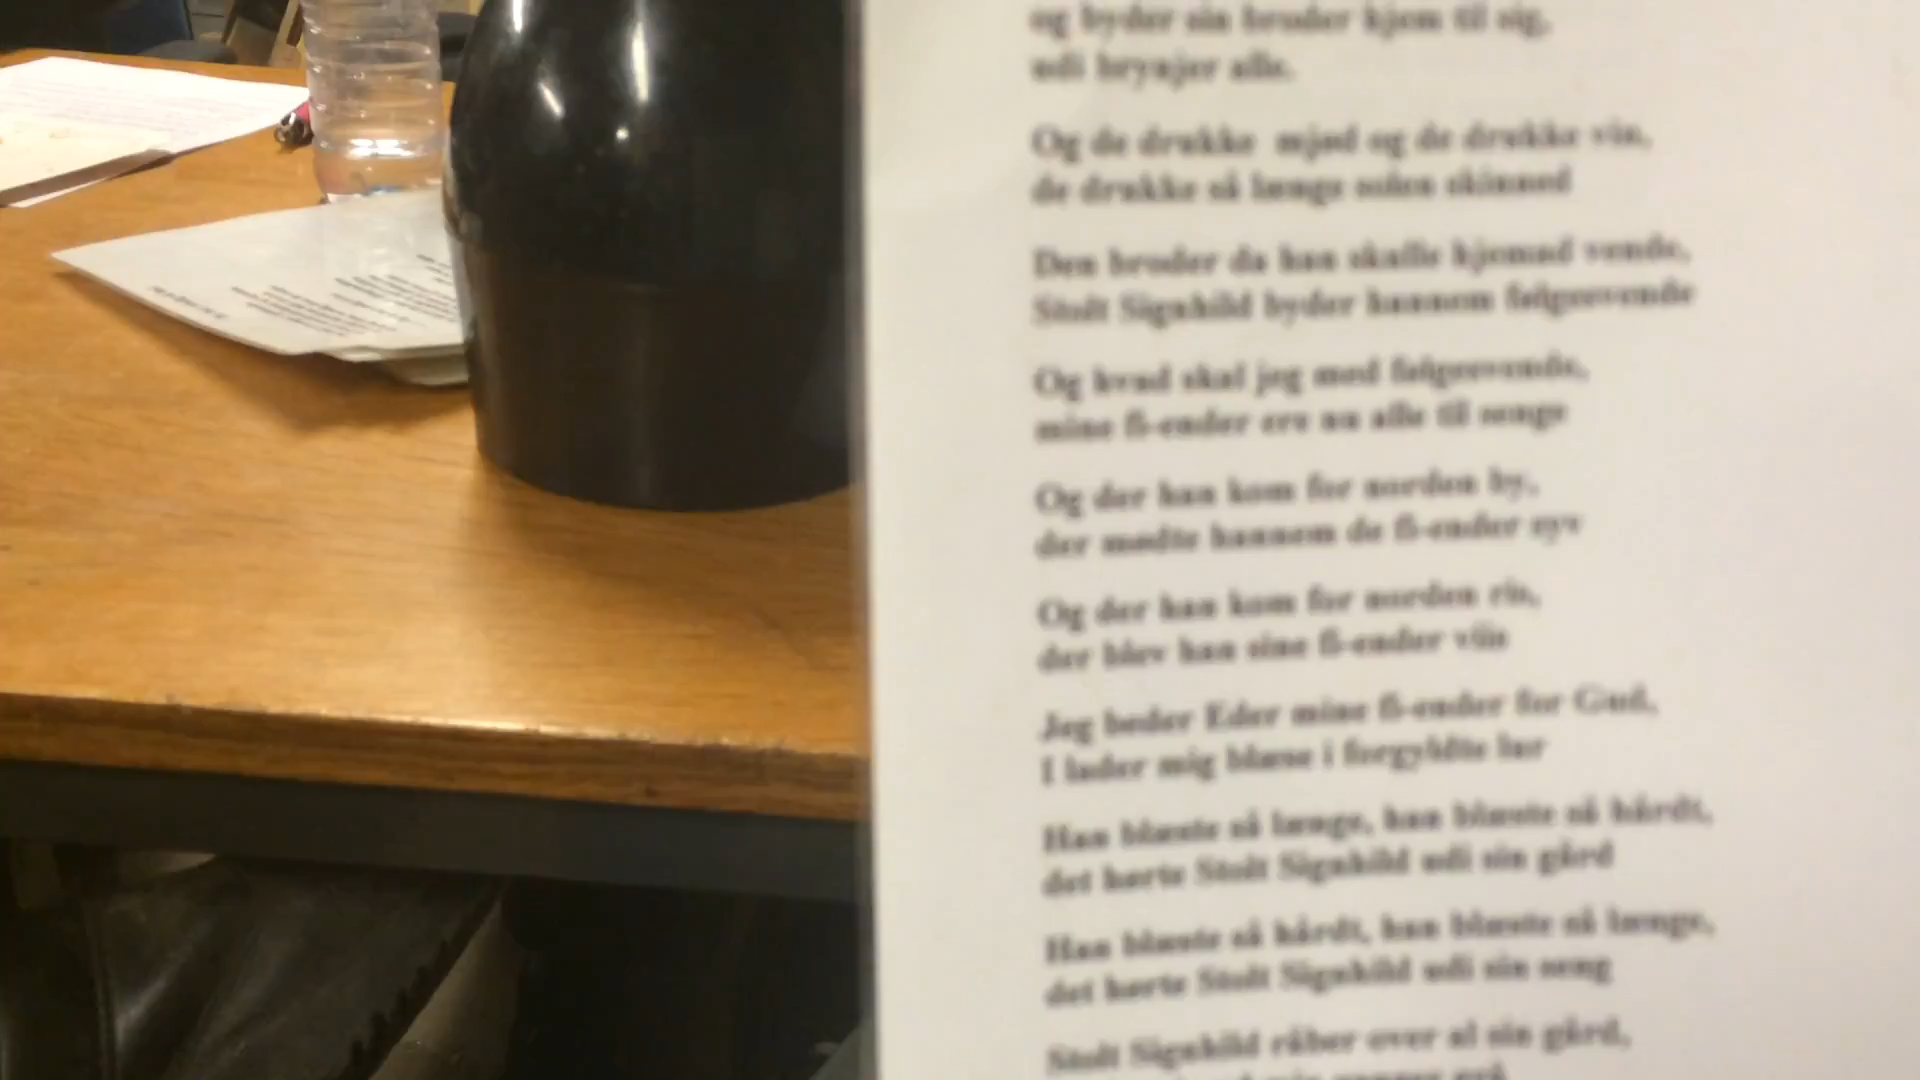 og byder sin broder hjem til sig,
udi brynjer alle.
Og de drukke mjød og de drukke vin,
de drukke så længe solen skinned
Den broder da han skulle hjemad vende,
Stolt Signhild byder hannem følgesvende
Og hvad skal jeg med følgesvende,
mine fi-ender ere nu alle til senge
Og der han kom for norden by,
der mødte hannem de fi-ender syv
Og der han kom for norden ris,
der blev han sine fi-ender viis
Jeg beder Eder mine fi-ender for Gud,
I lader mig blæse i forgyldte lur
Han blæste så længe, han blæste så hårdt,
det hørte Stolt Signhild udi sin gård
Han blæste så hårdt, han blæste så længe,
det hørte Stolt Signhild udi sin seng
Stolt Signhild råber over al sin gård,